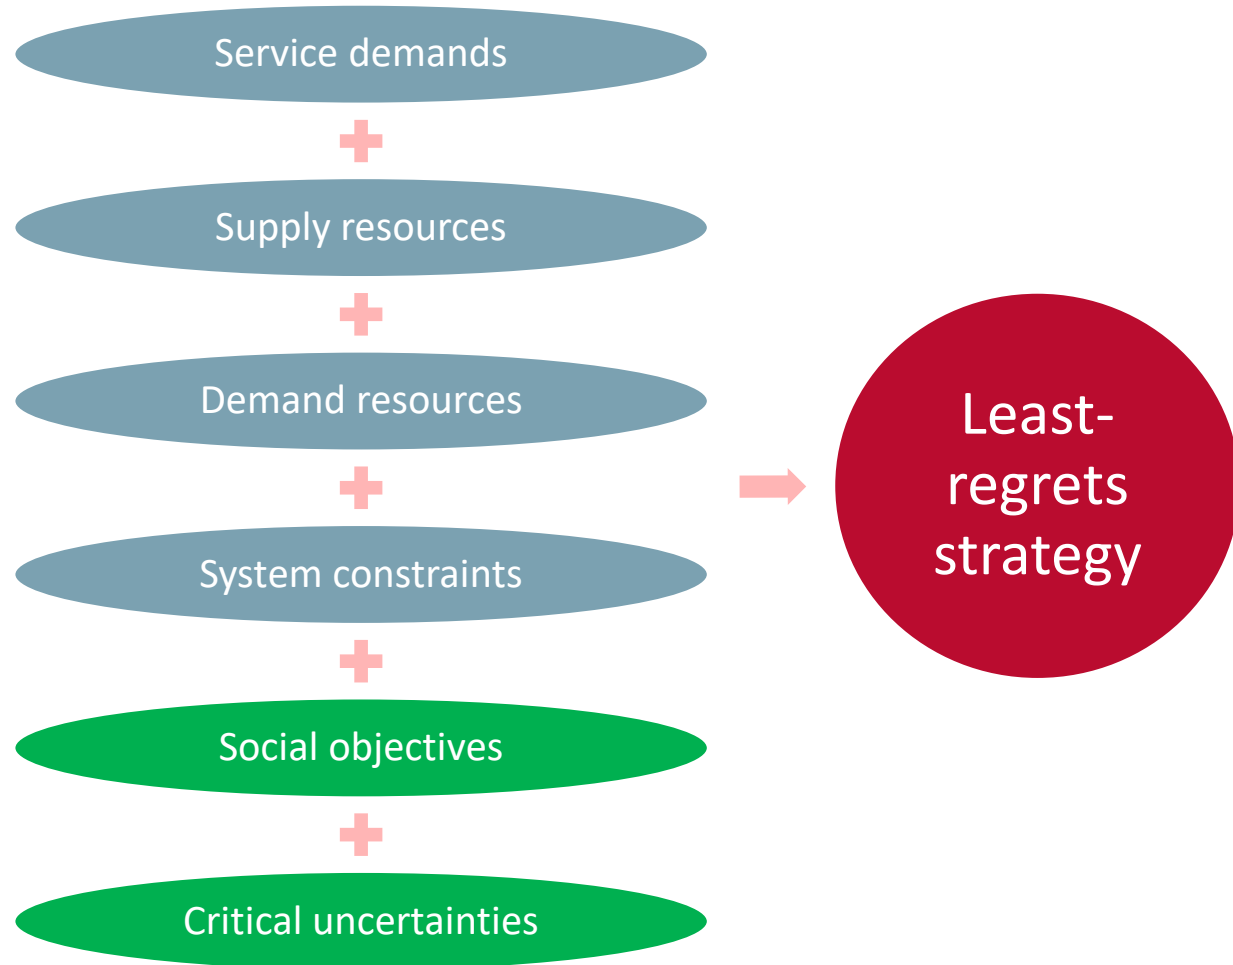 Service demands
Supply resources
Demand resources
System constraints
Social objectives
Critical uncertainties
Least-
regrets
strategy